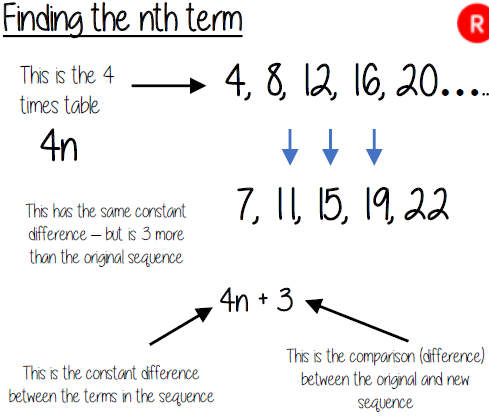 Finding the nth term
R
This is the 4
times table
4, 8, 12, 16, 20.....
4n
7, 11, 15, 19, 22
This has the same constant
difference – but is 3 more
than the original sequence
4n + 3
This is the constant difference
between the terms in the sequence
This is the comparison (difference)
between the original and new
sequence